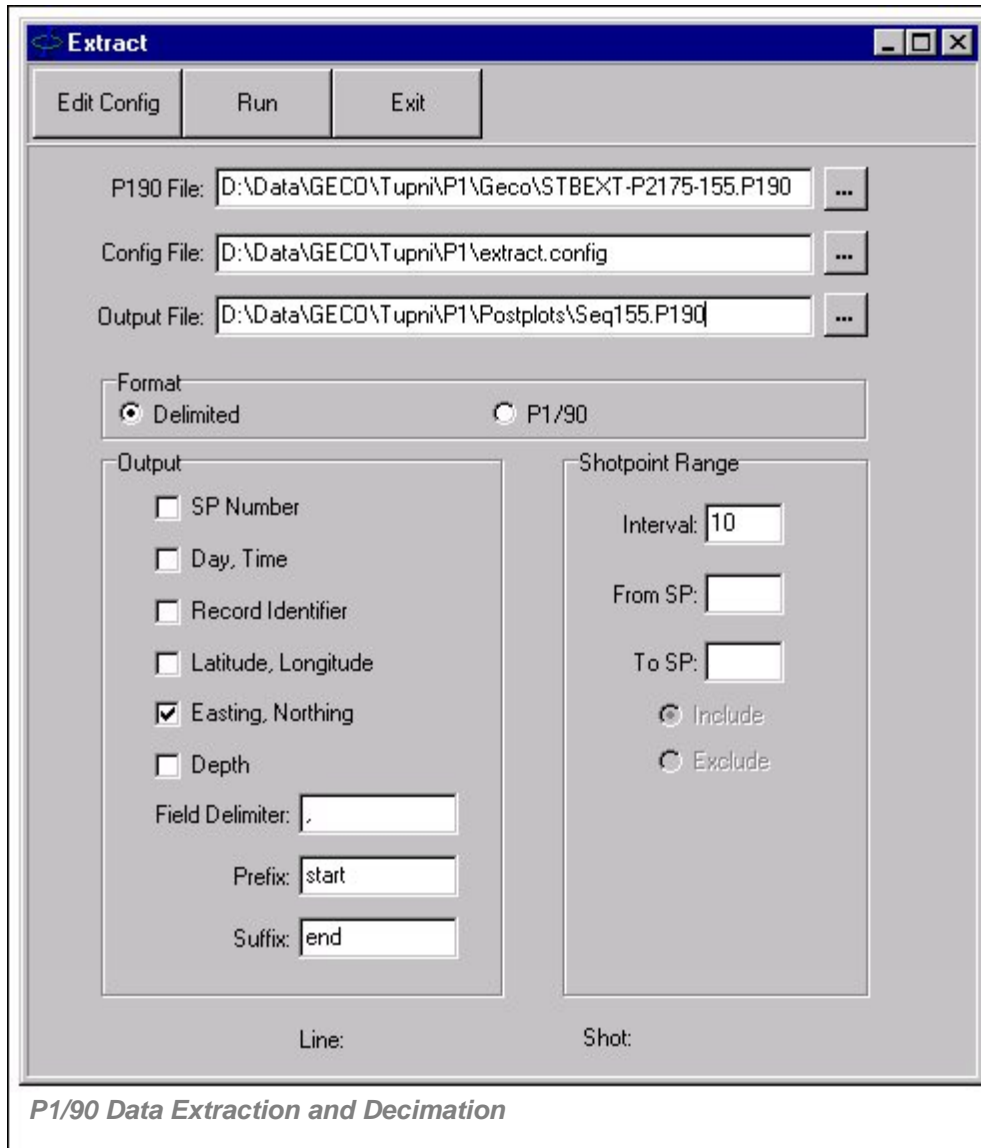 Extract
Edit Config Run Exit
P190 File: D:\Data\GECO\Tupni\P1\Geco\STBEXT-P2175-155.P190 ...
Config File: D:\Data\GECO\Tupni\P1\extract.config ...
Output File: D:\Data\GECO\Tupni\P1\Postplots\Seq155.P190 ...
Format
Delimited P1/90
Output
SP Number
Day, Time
Record Identifier
Latitude, Longitude
Easting, Northing
Depth
Field Delimiter: ,
Prefix: start
Suffix: end
Shotpoint Range
Interval: 10
From SP:
To SP:
Include
Exclude
Line: Shot:
P1/90 Data Extraction and Decimation